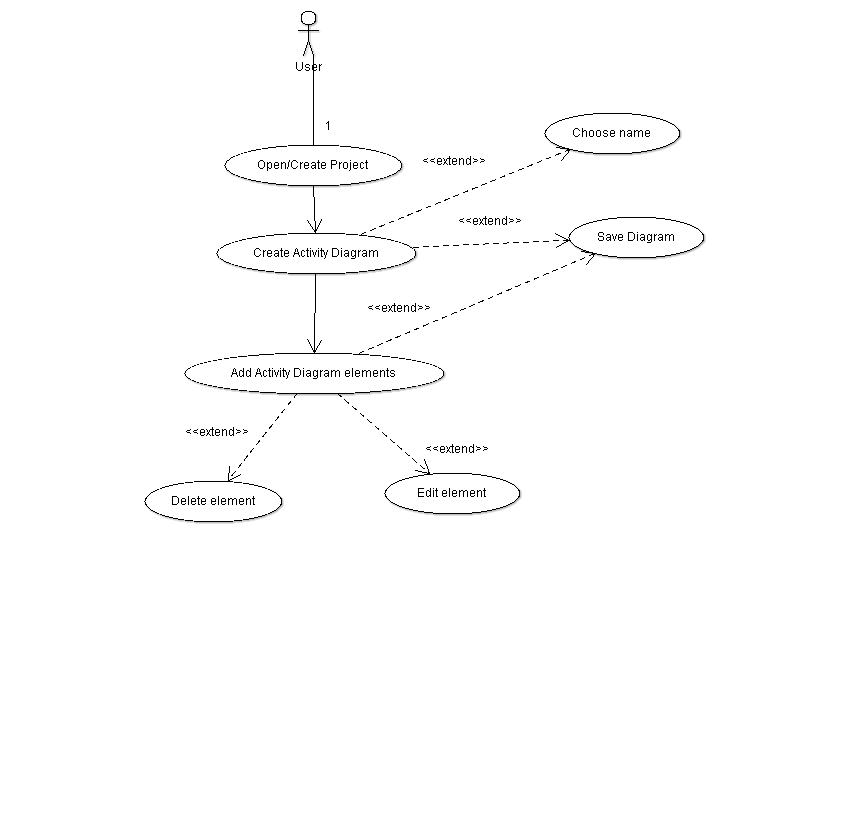 User
1
Choose name
<<extend>>
Open/Create Project
<<extend>>
Save Diagram
Create Activity Diagram
<<extend>>
Add Activity Diagram elements
<<extend>>
<<extend>>
Edit element
Delete element